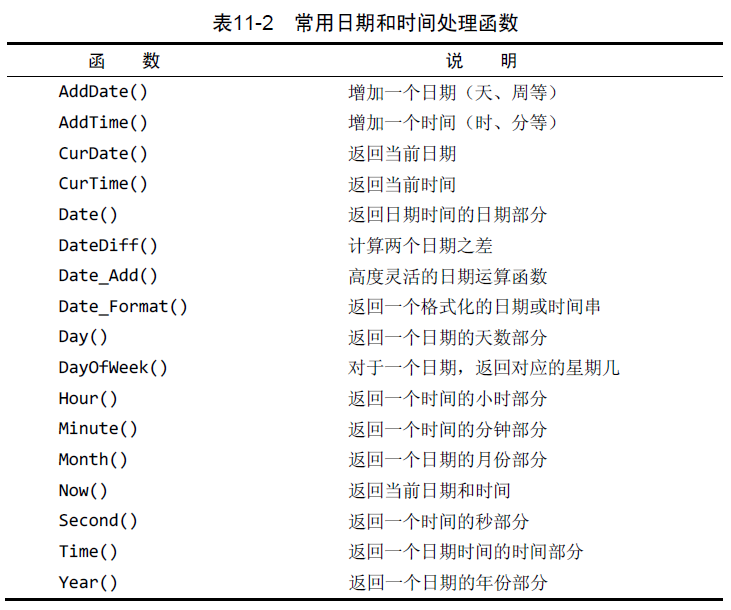 表11-2 常用日期和时间处理函数
函 数 说 明
AddDate() 增加一个日期（天、周等）
AddTime() 增加一个时间（时、分等）
CurDate() 返回当前日期
CurTime() 返回当前时间
Date() 返回日期时间的日期部分
DateDiff() 计算两个日期之差
Date_Add() 高度灵活的日期运算函数
Date_Format() 返回一个格式化的日期或时间串
Day() 返回一个日期的天数部分
DayOfWeek() 对于一个日期，返回对应的星期几
Hour() 返回一个时间的小时部分
Minute() 返回一个时间的分钟部分
Month() 返回一个日期的月份部分
Now() 返回当前日期和时间
Second() 返回一个时间的秒部分
Time() 返回一个日期时间的时间部分
Year() 返回一个日期的年份部分